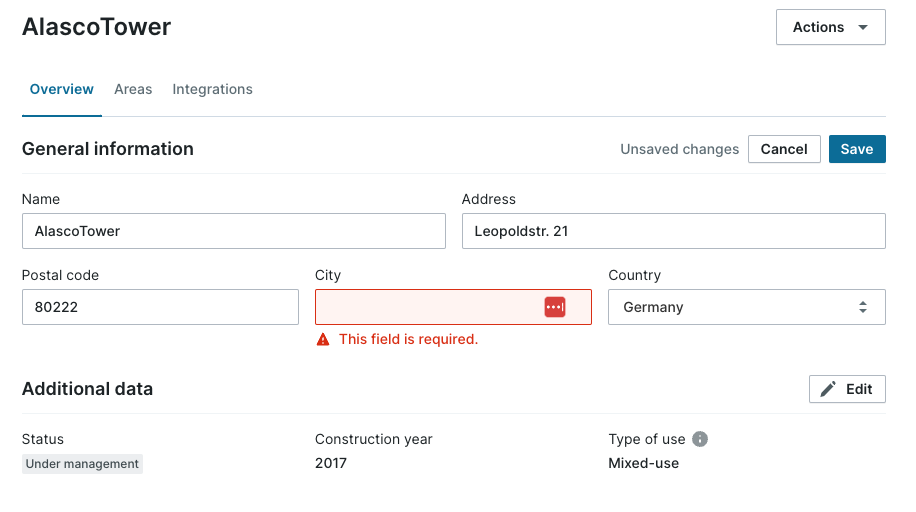 AlascoTower
Actions
Overview Areas Integrations
General information
Unsaved changes Cancel Save
Name Address
AlascoTower Leopoldstr. 21
Postal code City Country
80222 Germany
This field is required.
Additional data
Edit
Status Construction year Type of use
Under management 2017 Mixed-use